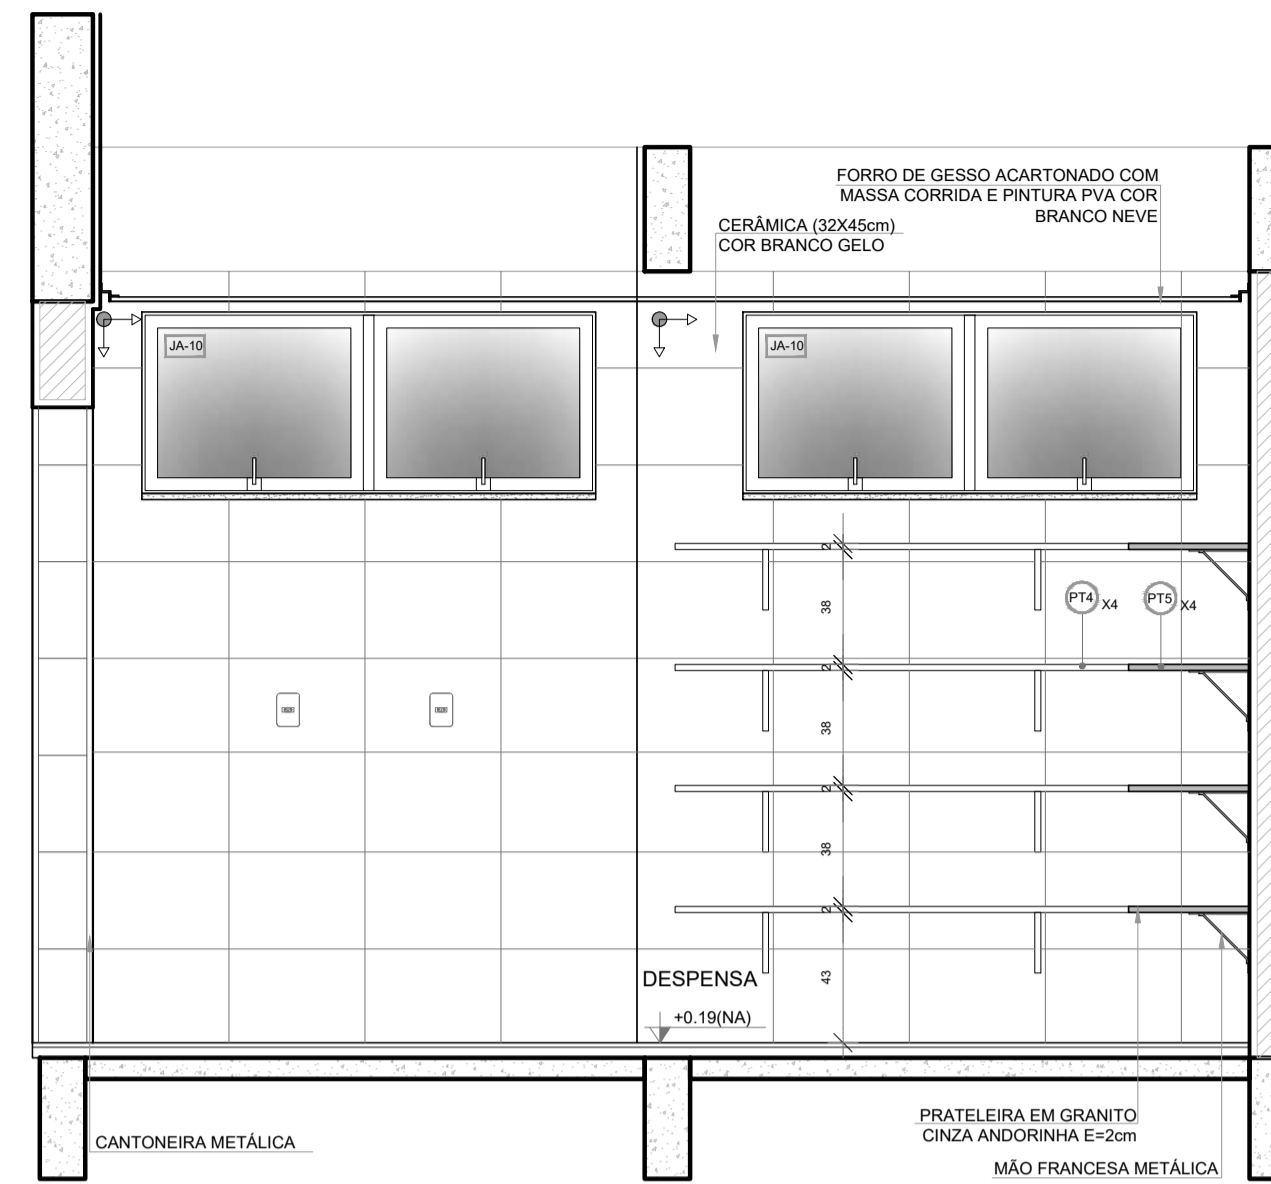 FORRO DE GESSO ACARTONADO COM
MASSA CORRIDA E PINTURA PVA COR
BRANCO NEVE
CERÂMICA (32X45cm)
COR BRANCO GELO
JA-10
JA-10
2
38
PT4 X4
PT5 X4
2
38
2
38
2
43
DESPENSA
+0.19(NA)
PRATELEIRA EM GRANITO
CINZA ANDORINHA E=2cm
CANTONEIRA METÁLICA
MÃO FRANCESA METÁLICA